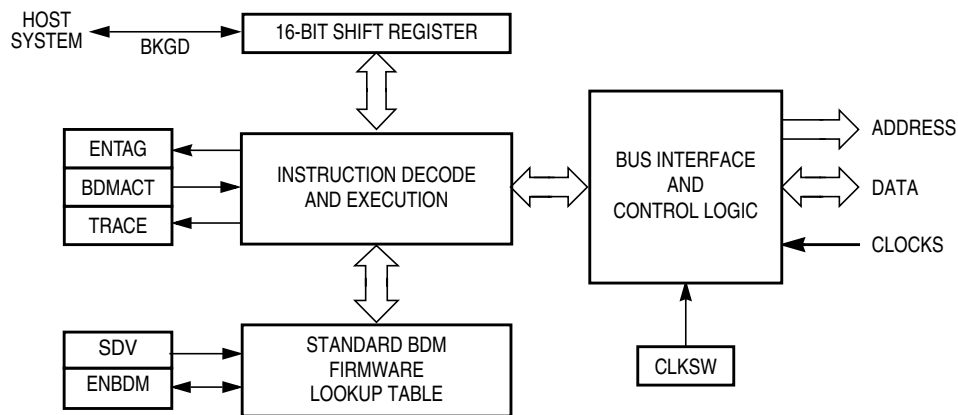 HOST
SYSTEM
BKGD
16-BIT SHIFT REGISTER
ENTAG
BDMACT
TRACE
INSTRUCTION DECODE
AND EXECUTION
BUS INTERFACE
AND
CONTROL LOGIC
ADDRESS
DATA
CLOCKS
SDV
ENBDM
STANDARD BDM
FIRMWARE
LOOKUP TABLE
CLKSW